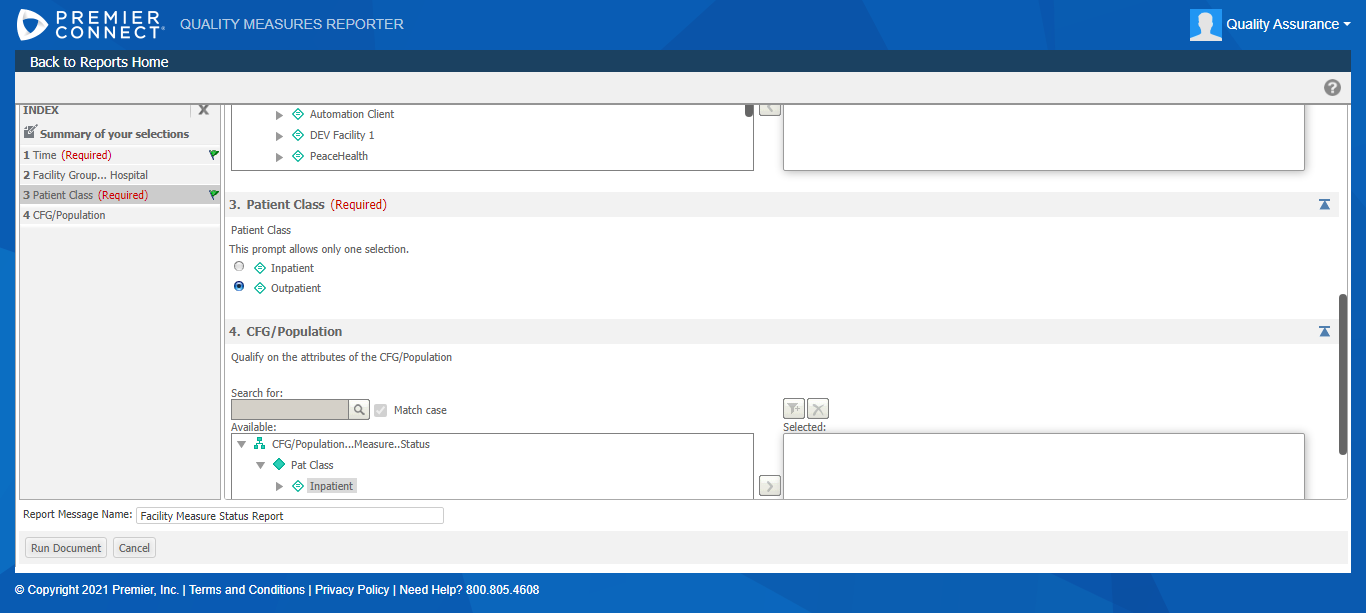 PREMIER
CONNECT
QUALITY MEASURES REPORTER
Quality Assurance
Back to Reports Home
?
INDEX X
Summary of your selections
1 Time (Required)
2 Facility Group... Hospital
3 Patient Class (Required)
4 CFG/Population
Automation Client
DEV Facility 1
PeaceHealth
3. Patient Class (Required)
Patient Class
This prompt allows only one selection.
Inpatient
Outpatient
4. CFG/Population
Qualify on the attributes of the CFG/Population
Search for:
Match case
Available:
Selected:
CFG/Population...Measure..Status
Pat Class
Inpatient
Report Message Name: Facility Measure Status Report
Run Document Cancel
© Copyright 2021 Premier, Inc. | Terms and Conditions | Privacy Policy | Need Help? 800.805.4608